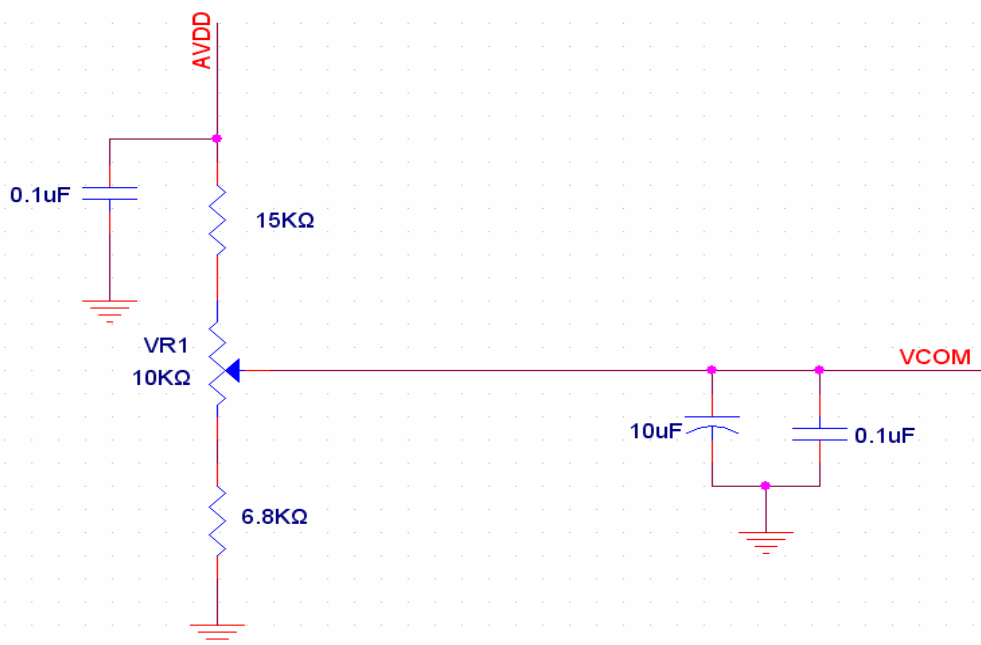 AVDD
0.1uF
15KΩ
VR1
10KΩ
VCOM
10uF
0.1uF
6.8KΩ